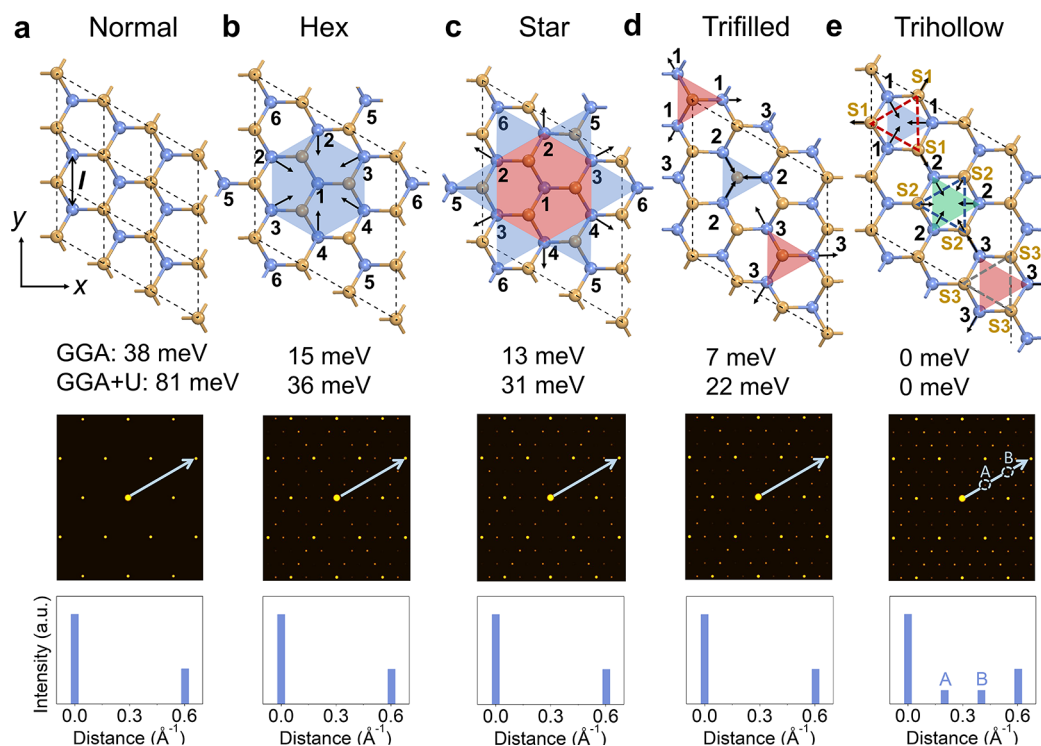 a Normal
b Hex
c Star
d Trifilled
e Trihollow
l
y
x
6
5
2
2
3
1
5
6
3
4
4
5
6
5
2
2
3
1
5
6
3
4
4
5
1
1
1
3
2
3
2
2
3
3
3
1
S1
S1
1
1
S1
2
S2
S2
2
2
S2
3
S3
S3
3
3
S3
GGA: 38 meV
15 meV
13 meV
7 meV
0 meV
GGA+U: 81 meV
36 meV
31 meV
22 meV
0 meV
A
B
Intensity (a.u.)
A
B
0.0 0.3 0.6
0.0 0.3 0.6
0.0 0.3 0.6
0.0 0.3 0.6
0.0 0.3 0.6
Distance (Å⁻¹)
Distance (Å⁻¹)
Distance (Å⁻¹)
Distance (Å⁻¹)
Distance (Å⁻¹)